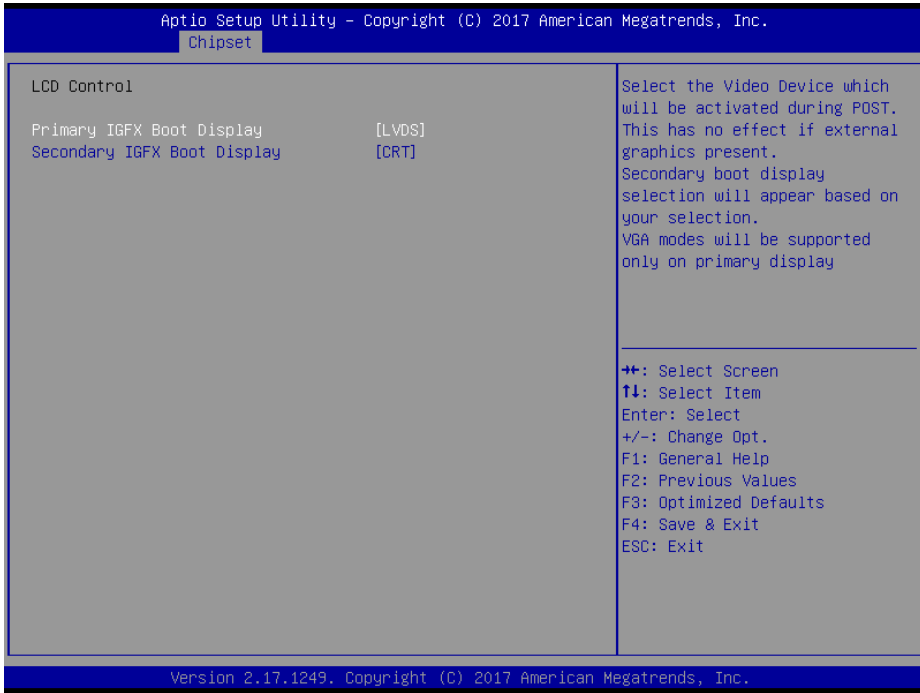 Aptio Setup Utility – Copyright (C) 2017 American Megatrends, Inc.
Chipset
LCD Control
Primary IGFX Boot Display [LVDS]
Secondary IGFX Boot Display [CRT]
Select the Video Device which
will be activated during POST.
This has no effect if external
graphics present.
Secondary boot display
selection will appear based on
your selection.
VGA modes will be supported
only on primary display
→←: Select Screen
↑↓: Select Item
Enter: Select
+/-: Change Opt.
F1: General Help
F2: Previous Values
F3: Optimized Defaults
F4: Save & Exit
ESC: Exit
Version 2.17.1249. Copyright (C) 2017 American Megatrends, Inc.